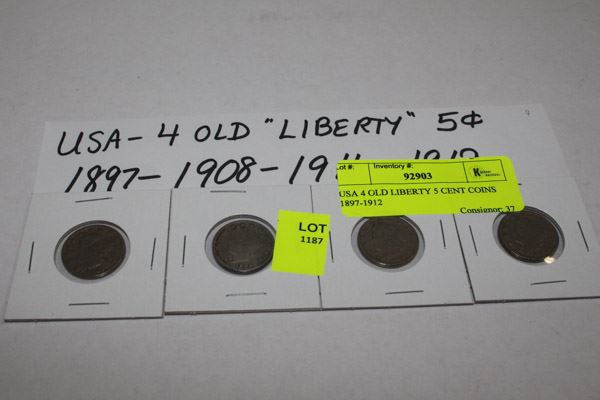 USA - 4 OLD "LIBERTY" 5¢
1897 - 1908 - 19
Lot #: Inventory #:
92903
USA 4 OLD LIBERTY 5 CENT COINS
1897-1912
Consignor: 37
LOT
1187